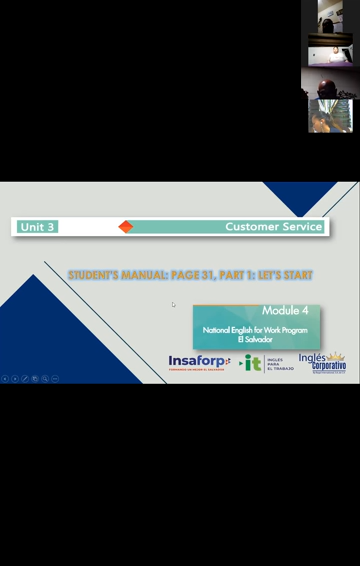 Unit 3
Customer Service
STUDENT'S MANUAL: PAGE 31, PART 1: LET'S START
Module 4
National English for Work Program
El Salvador
Insaforp
it
INGLÉS
PARA
EL TRABAJO
Inglés
Corporativo